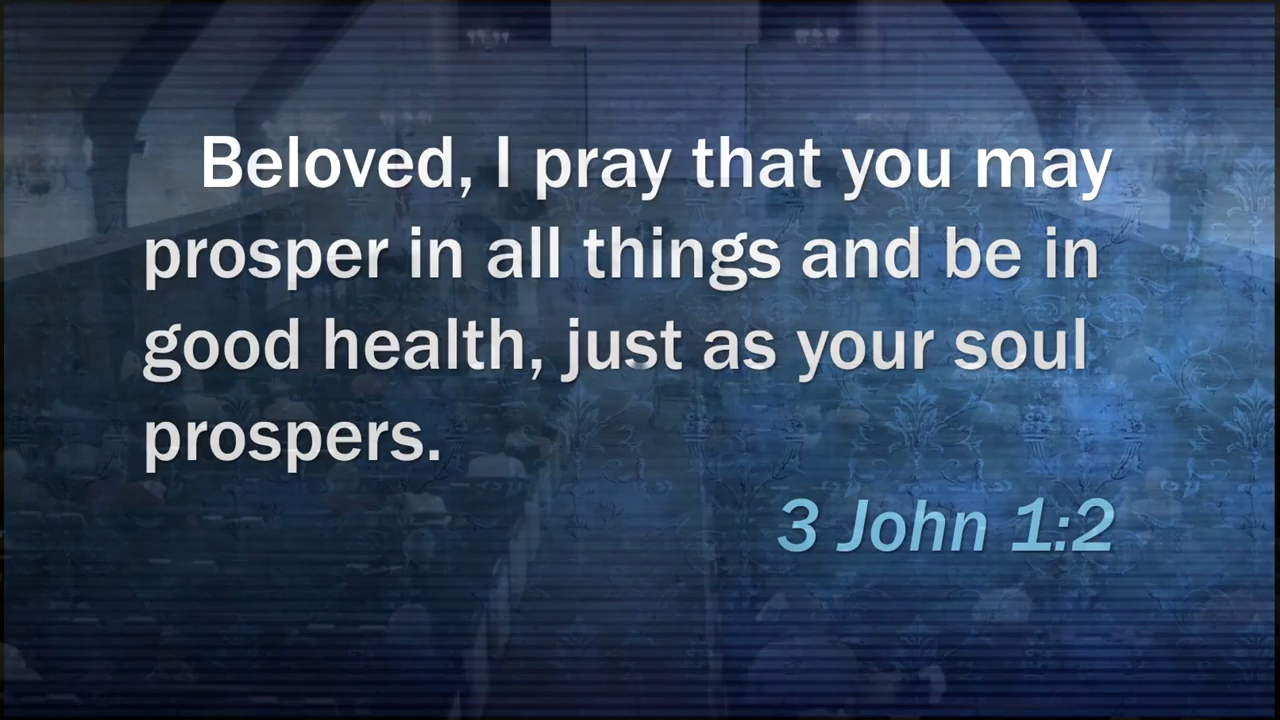 Beloved, I pray that you may
prosper in all things and be in
good health, just as your soul
prospers.
3 John 1:2